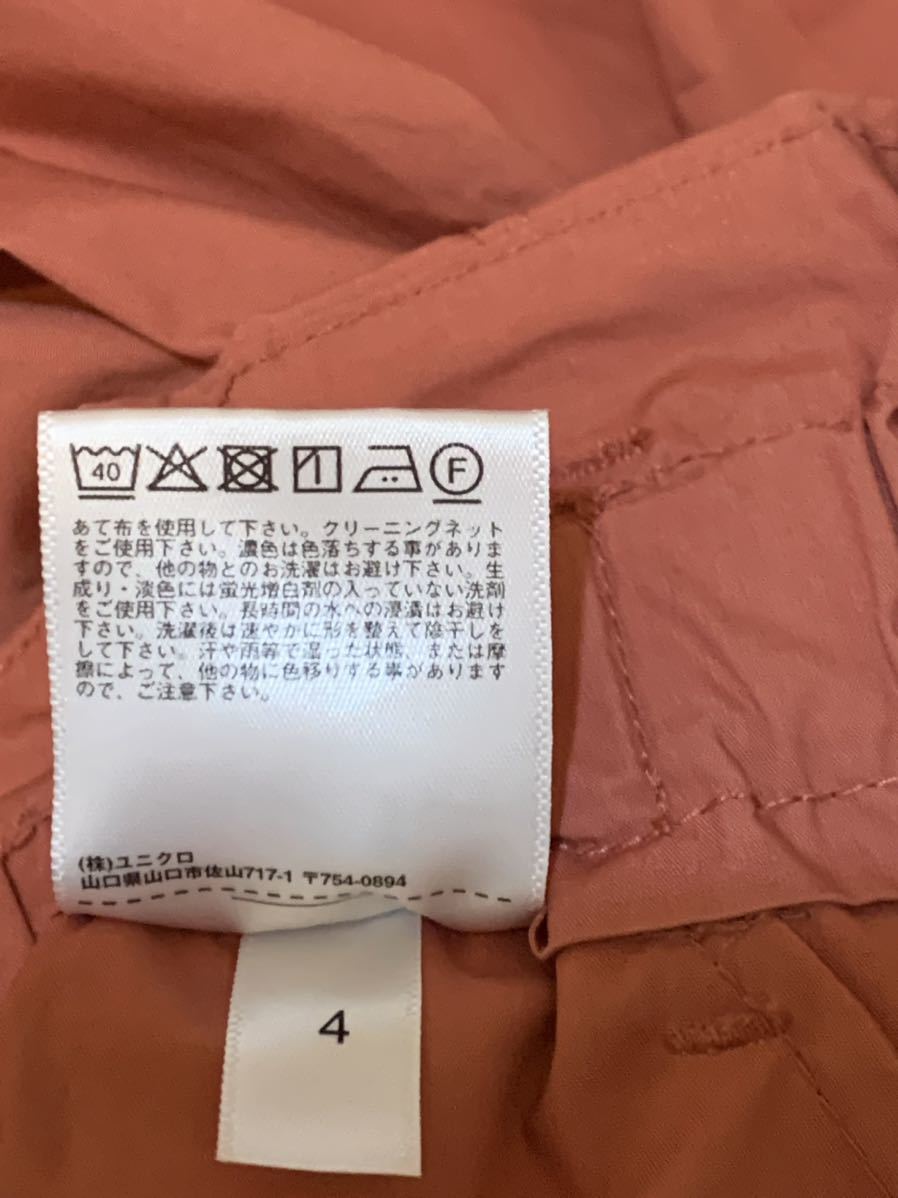 40 F
あて布を使用して下さい。クリーニングネット
をご使用下さい。濃色は色落ちする事がありま
すので、他の物とのお洗濯はお避け下さい。生
成り・淡色には蛍光増白剤の入っていない洗剤
をご使用下さい。長時間の水への浸漬はお避け
下さい。洗濯後は速やかに形を整えて陰干しを
して下さい。汗や雨等で湿った状態、または摩
擦によって、他の物に色移りする事があります
ので、ご注意下さい。
(株)ユニクロ
山口県山口市佐山717-1 〒754-0894
4